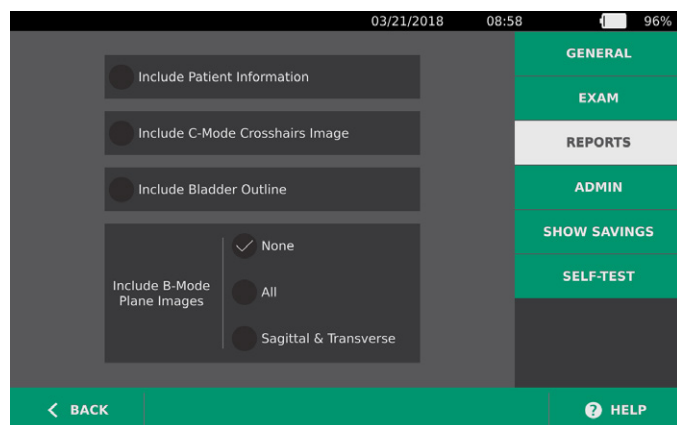 03/21/2018 08:58 96%
Include Patient Information
Include C-Mode Crosshairs Image
Include Bladder Outline
Include B-Mode
Plane Images
None
All
Sagittal & Transverse
GENERAL
EXAM
REPORTS
ADMIN
SHOW SAVINGS
SELF-TEST
BACK
? HELP